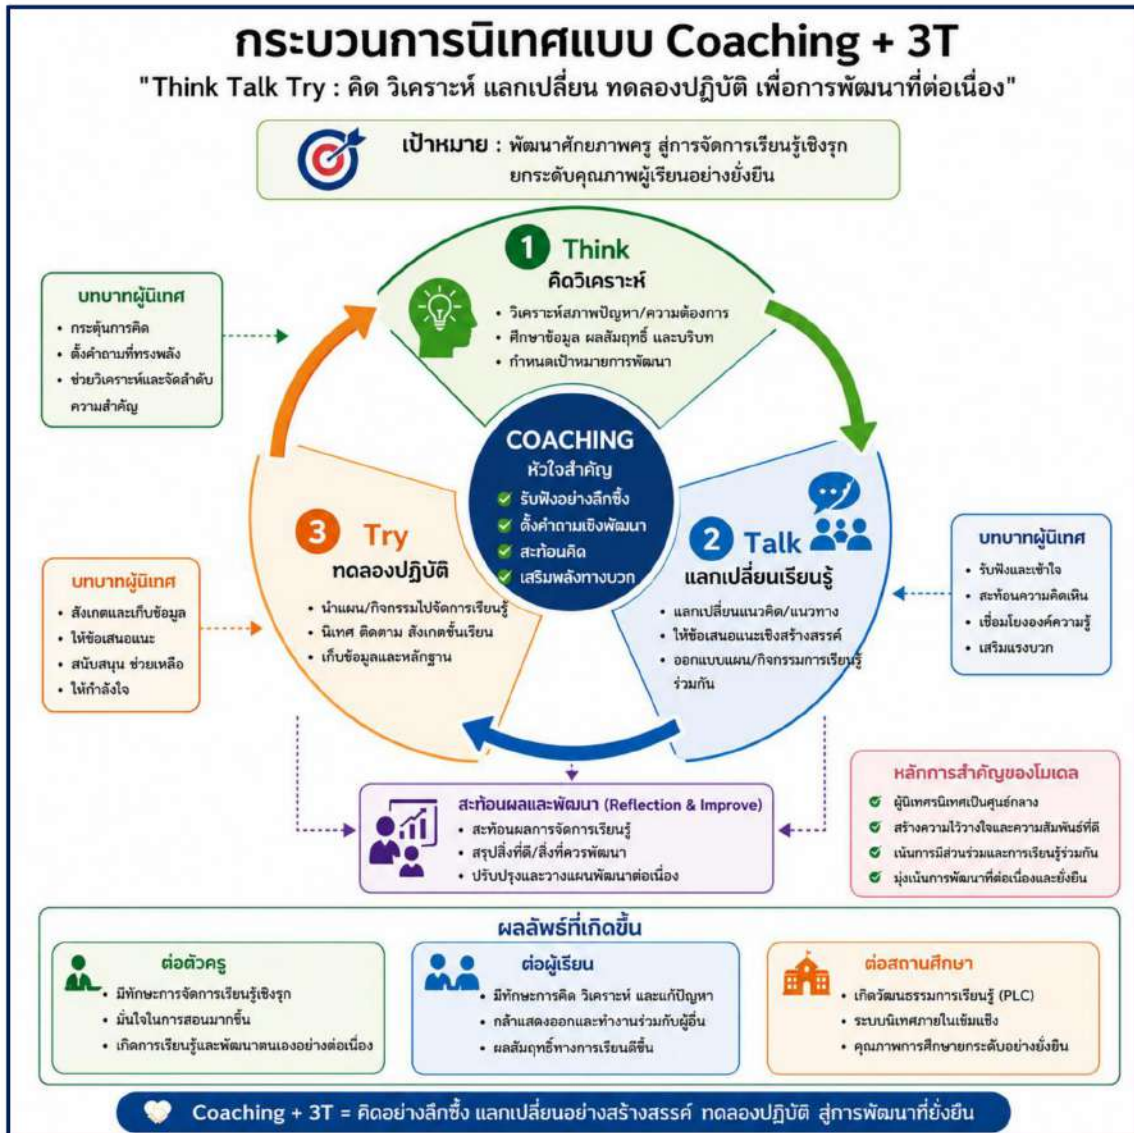 กระบวนการนิเทศแบบ Coaching + 3T
"Think Talk Try : คิด วิเคราะห์ แลกเปลี่ยน ทดลองปฏิบัติ เพื่อการพัฒนาที่ต่อเนื่อง"
เป้าหมาย : พัฒนาศักยภาพครู สู่การจัดการเรียนรู้เชิงรุก
ยกระดับคุณภาพผู้เรียนอย่างยั่งยืน
1 Think
คิดวิเคราะห์
• วิเคราะห์สภาพปัญหา/ความต้องการ
• ศึกษาข้อมูล ผลสัมฤทธิ์ และบริบท
• กำหนดเป้าหมายการพัฒนา
บทบาทผู้นิเทศ
• กระตุ้นการคิด
• ตั้งคำถามที่ทรงพลัง
• ช่วยวิเคราะห์และจัดลำดับ
ความสำคัญ
COACHING
หัวใจสำคัญ
รับฟังอย่างลึกซึ้ง
ตั้งคำถามเชิงพัฒนา
สะท้อนคิด
เสริมพลังทางบวก
2 Talk
แลกเปลี่ยนเรียนรู้
• แลกเปลี่ยนแนวคิด/แนวทาง
• ให้ข้อเสนอแนะเชิงสร้างสรรค์
• ออกแบบแผน/กิจกรรมการเรียนรู้
ร่วมกัน
บทบาทผู้นิเทศ
• รับฟังและเข้าใจ
• สะท้อนความคิดเห็น
• เชื่อมโยงองค์ความรู้
• เสริมแรงบวก
3 Try
ทดลองปฏิบัติ
• นำแผน/กิจกรรมไปจัดการเรียนรู้
• นิเทศ ติดตาม สังเกตชั้นเรียน
• เก็บข้อมูลและหลักฐาน
บทบาทผู้นิเทศ
• สังเกตและเก็บข้อมูล
• ให้ข้อเสนอแนะ
• สนับสนุน ช่วยเหลือ
• ให้กำลังใจ
สะท้อนผลและพัฒนา (Reflection & Improve)
• สะท้อนผลการจัดการเรียนรู้
• สรุปสิ่งที่ดี/สิ่งที่ควรพัฒนา
• ปรับปรุงและวางแผนพัฒนาต่อเนื่อง
หลักการสำคัญของโมเดล
ผู้นิเทศรนิเทศเป็นศูนย์กลาง
สร้างความไว้วางใจและความสัมพันธ์ที่ดี
เน้นการมีส่วนร่วมและการเรียนรู้ร่วมกัน
มุ่งเน้นการพัฒนาที่ต่อเนื่องและยั่งยืน
ผลลัพธ์ที่เกิดขึ้น
ต่อตัวครู
• มีทักษะการจัดการเรียนรู้เชิงรุก
• มั่นใจในการสอนมากขึ้น
• เกิดการเรียนรู้และพัฒนาตนเองอย่างต่อเนื่อง
ต่อผู้เรียน
• มีทักษะการคิด วิเคราะห์ และแก้ปัญหา
• กล้าแสดงออกและทำงานร่วมกับผู้อื่น
• ผลสัมฤทธิ์ทางการเรียนดีขึ้น
ต่อสถานศึกษา
• เกิดวัฒนธรรมการเรียนรู้ (PLC)
• ระบบนิเทศภายในเข้มแข็ง
• คุณภาพการศึกษายกระดับอย่างยั่งยืน
Coaching + 3T = คิดอย่างลึกซึ้ง แลกเปลี่ยนอย่างสร้างสรรค์ ทดลองปฏิบัติ สู่การพัฒนาที่ยั่งยืน